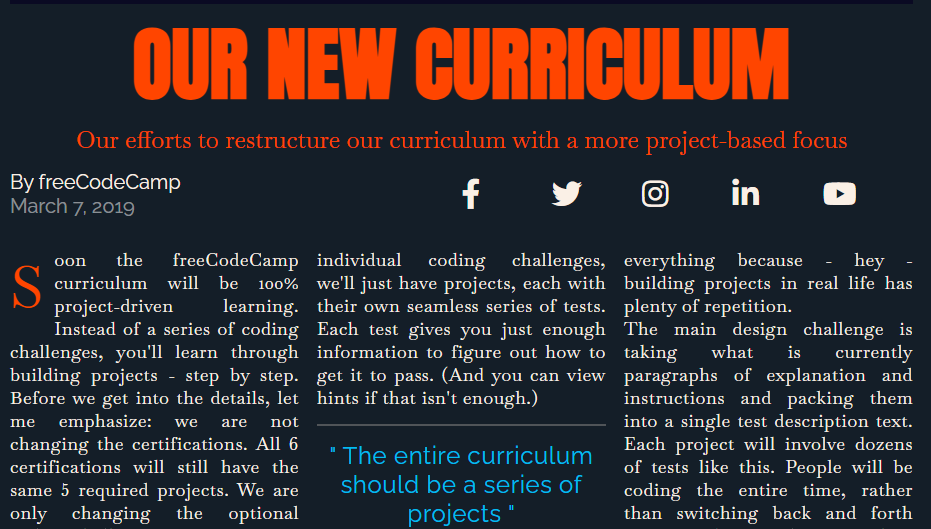 OUR NEW CURRICULUM
Our efforts to restructure our curriculum with a more project-based focus
By freeCodeCamp
March 7, 2019
Soon the freeCodeCamp
curriculum will be 100%
project-driven learning.
Instead of a series of coding
challenges, you'll learn through
building projects - step by step.
Before we get into the details, let
me emphasize: we are not
changing the certifications. All 6
certifications will still have the
same 5 required projects. We are
only changing the optional
individual coding challenges,
we'll just have projects, each with
their own seamless series of tests.
Each test gives you just enough
information to figure out how to
get it to pass. (And you can view
hints if that isn't enough.)
" The entire curriculum
should be a series of
projects "
everything because - hey -
building projects in real life has
plenty of repetition.
The main design challenge is
taking what is currently
paragraphs of explanation and
instructions and packing them
into a single test description text.
Each project will involve dozens
of tests like this. People will be
coding the entire time, rather
than switching back and forth